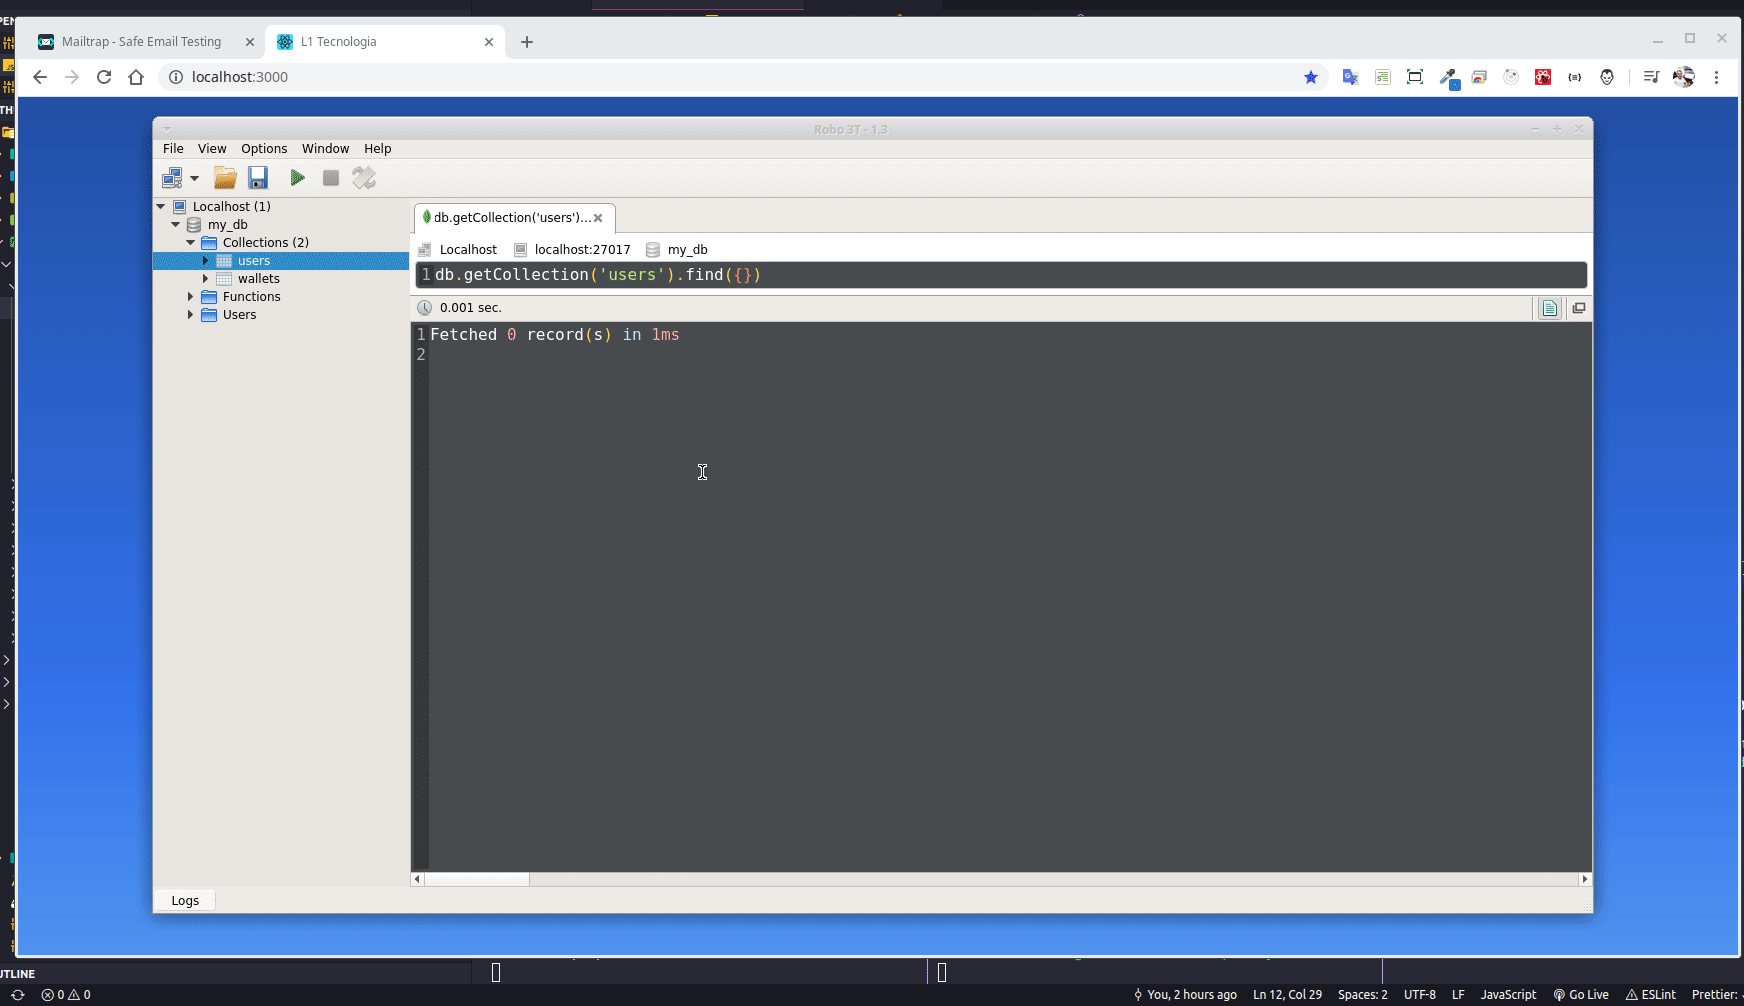 Mailtrap - Safe Email Testing
L1 Tecnologia
localhost:3000
Robo 3T - 1.3
File View Options Window Help
Localhost (1)
my_db
Collections (2)
users
wallets
Functions
Users
db.getCollection('users')...
Localhost localhost:27017 my_db
1 db.getCollection('users').find({})
0.001 sec.
1 Fetched 0 record(s) in 1ms
2
Logs
UTLINE
0 0 You, 2 hours ago Ln 12, Col 29 Spaces: 2 UTF-8 LF JavaScript Go Live ESLint Prettier: